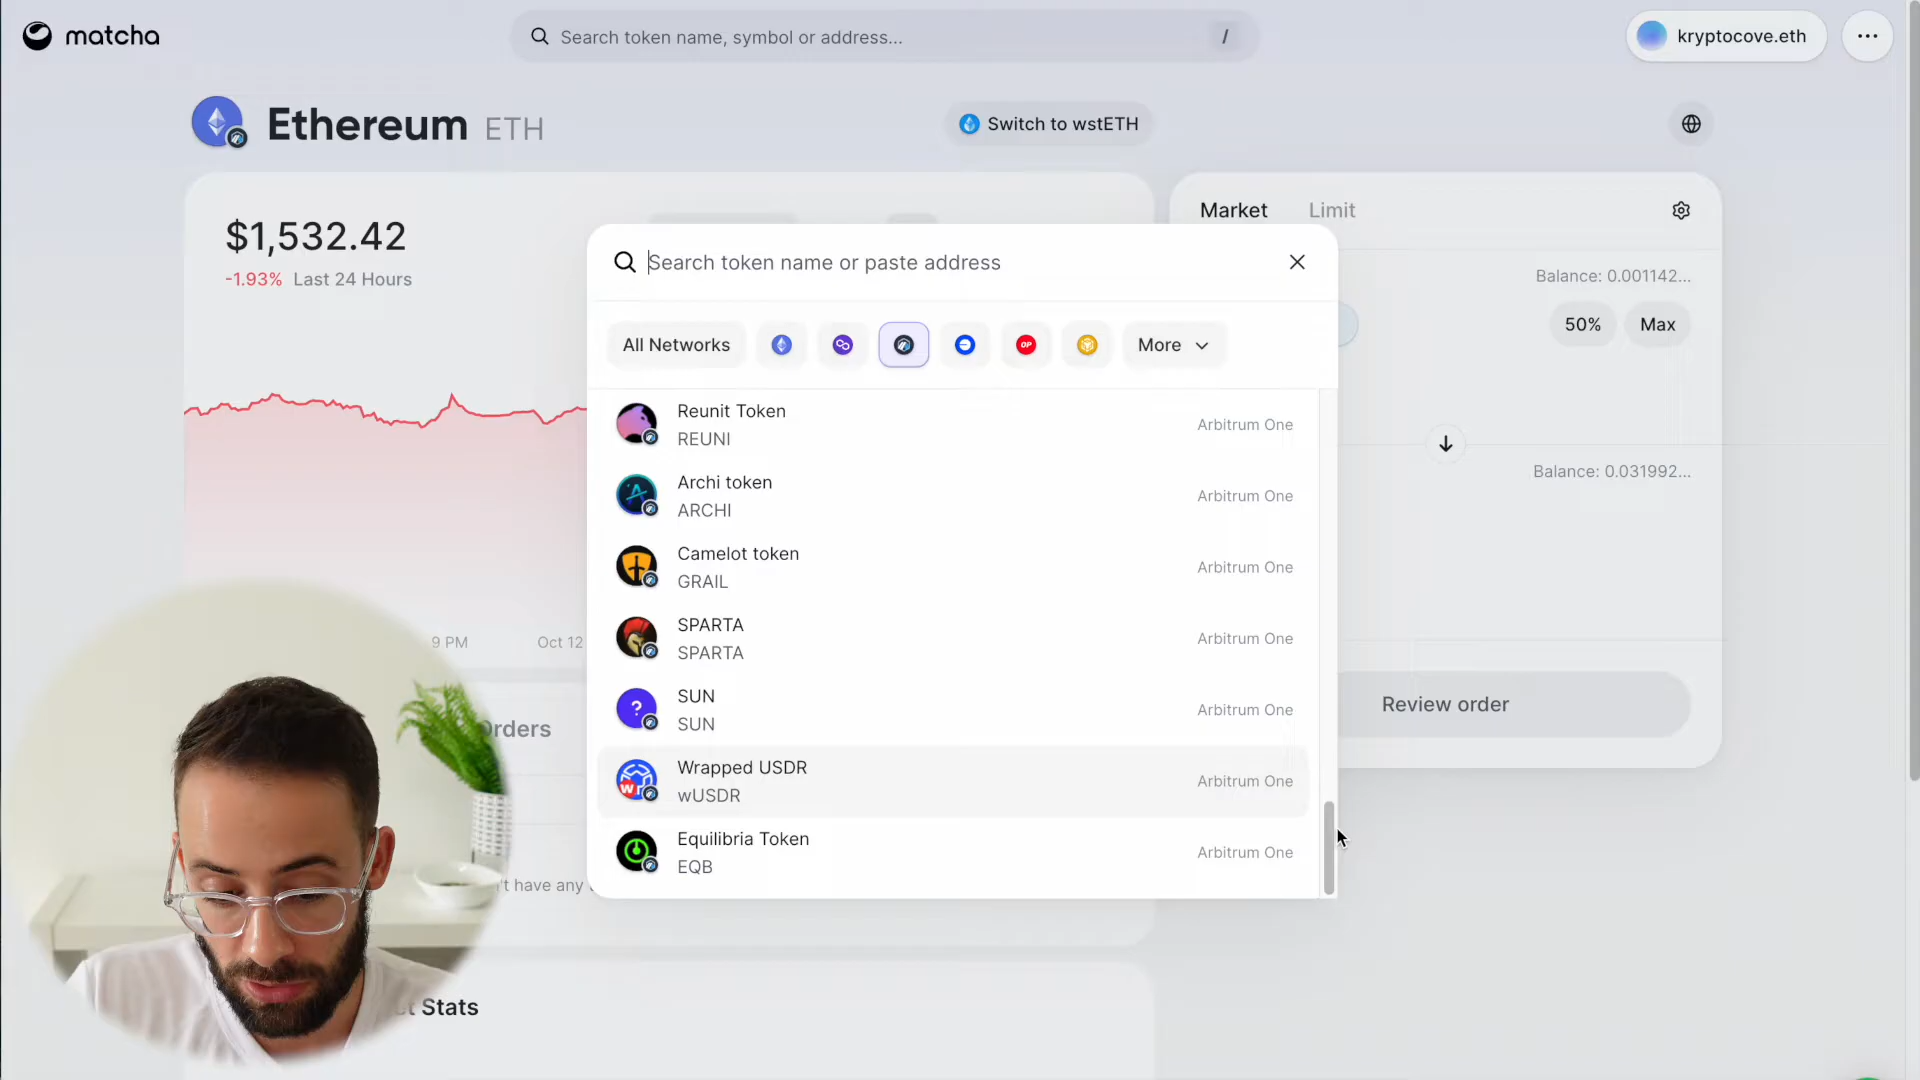 matcha
Search token name, symbol or address...
/
kryptocove.eth
Ethereum ETH
Switch to wstETH
$1,532.42
-1.93% Last 24 Hours
Market
Limit
Search token name or paste address
Balance: 0.001142...
50%
Max
All Networks
OP
More
Reunit Token
REUNI
Arbitrum One
Archi token
ARCHI
Arbitrum One
Balance: 0.031992...
Camelot token
GRAIL
Arbitrum One
SPARTA
SPARTA
Arbitrum One
9 PM
Oct 12
SUN
SUN
Arbitrum One
Review order
Orders
Wrapped USDR
wUSDR
Arbitrum One
Equilibria Token
EQB
Arbitrum One
't have any
Stats